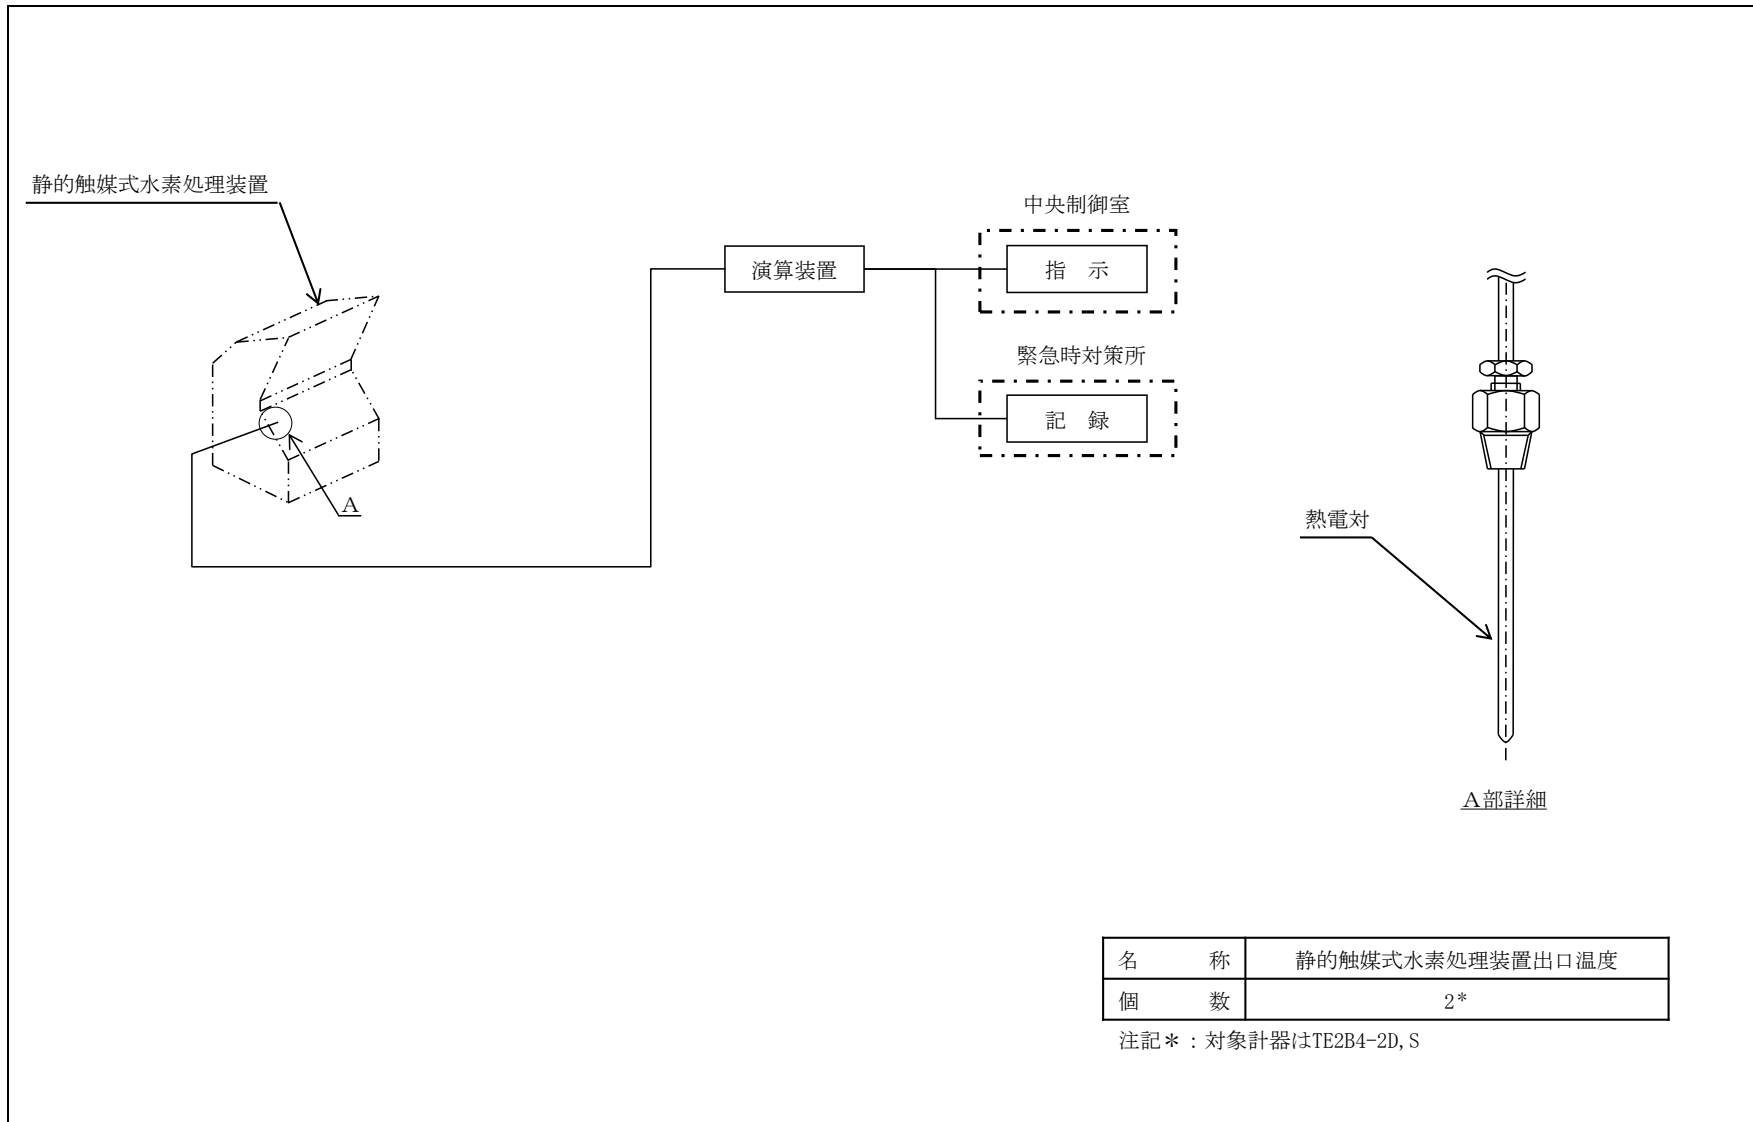 静的触媒式水素処理装置
中央制御室
演算装置
指　示
緊急時対策所
記　録
A
熱電対
A部詳細
名　称　静的触媒式水素処理装置出口温度
個　数　2*
注記＊：対象計器はTE2B4-2D,S